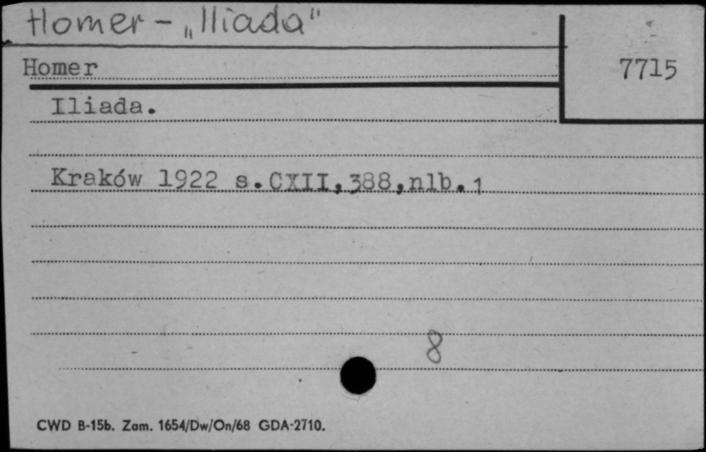 Homer - „Iliada"
Homer
7715
Iliada.
Kraków 1922 s.CXII,388,nlb.1
8
CWD B-15b. Zam. 1654/Dw/On/68 GDA-2710.